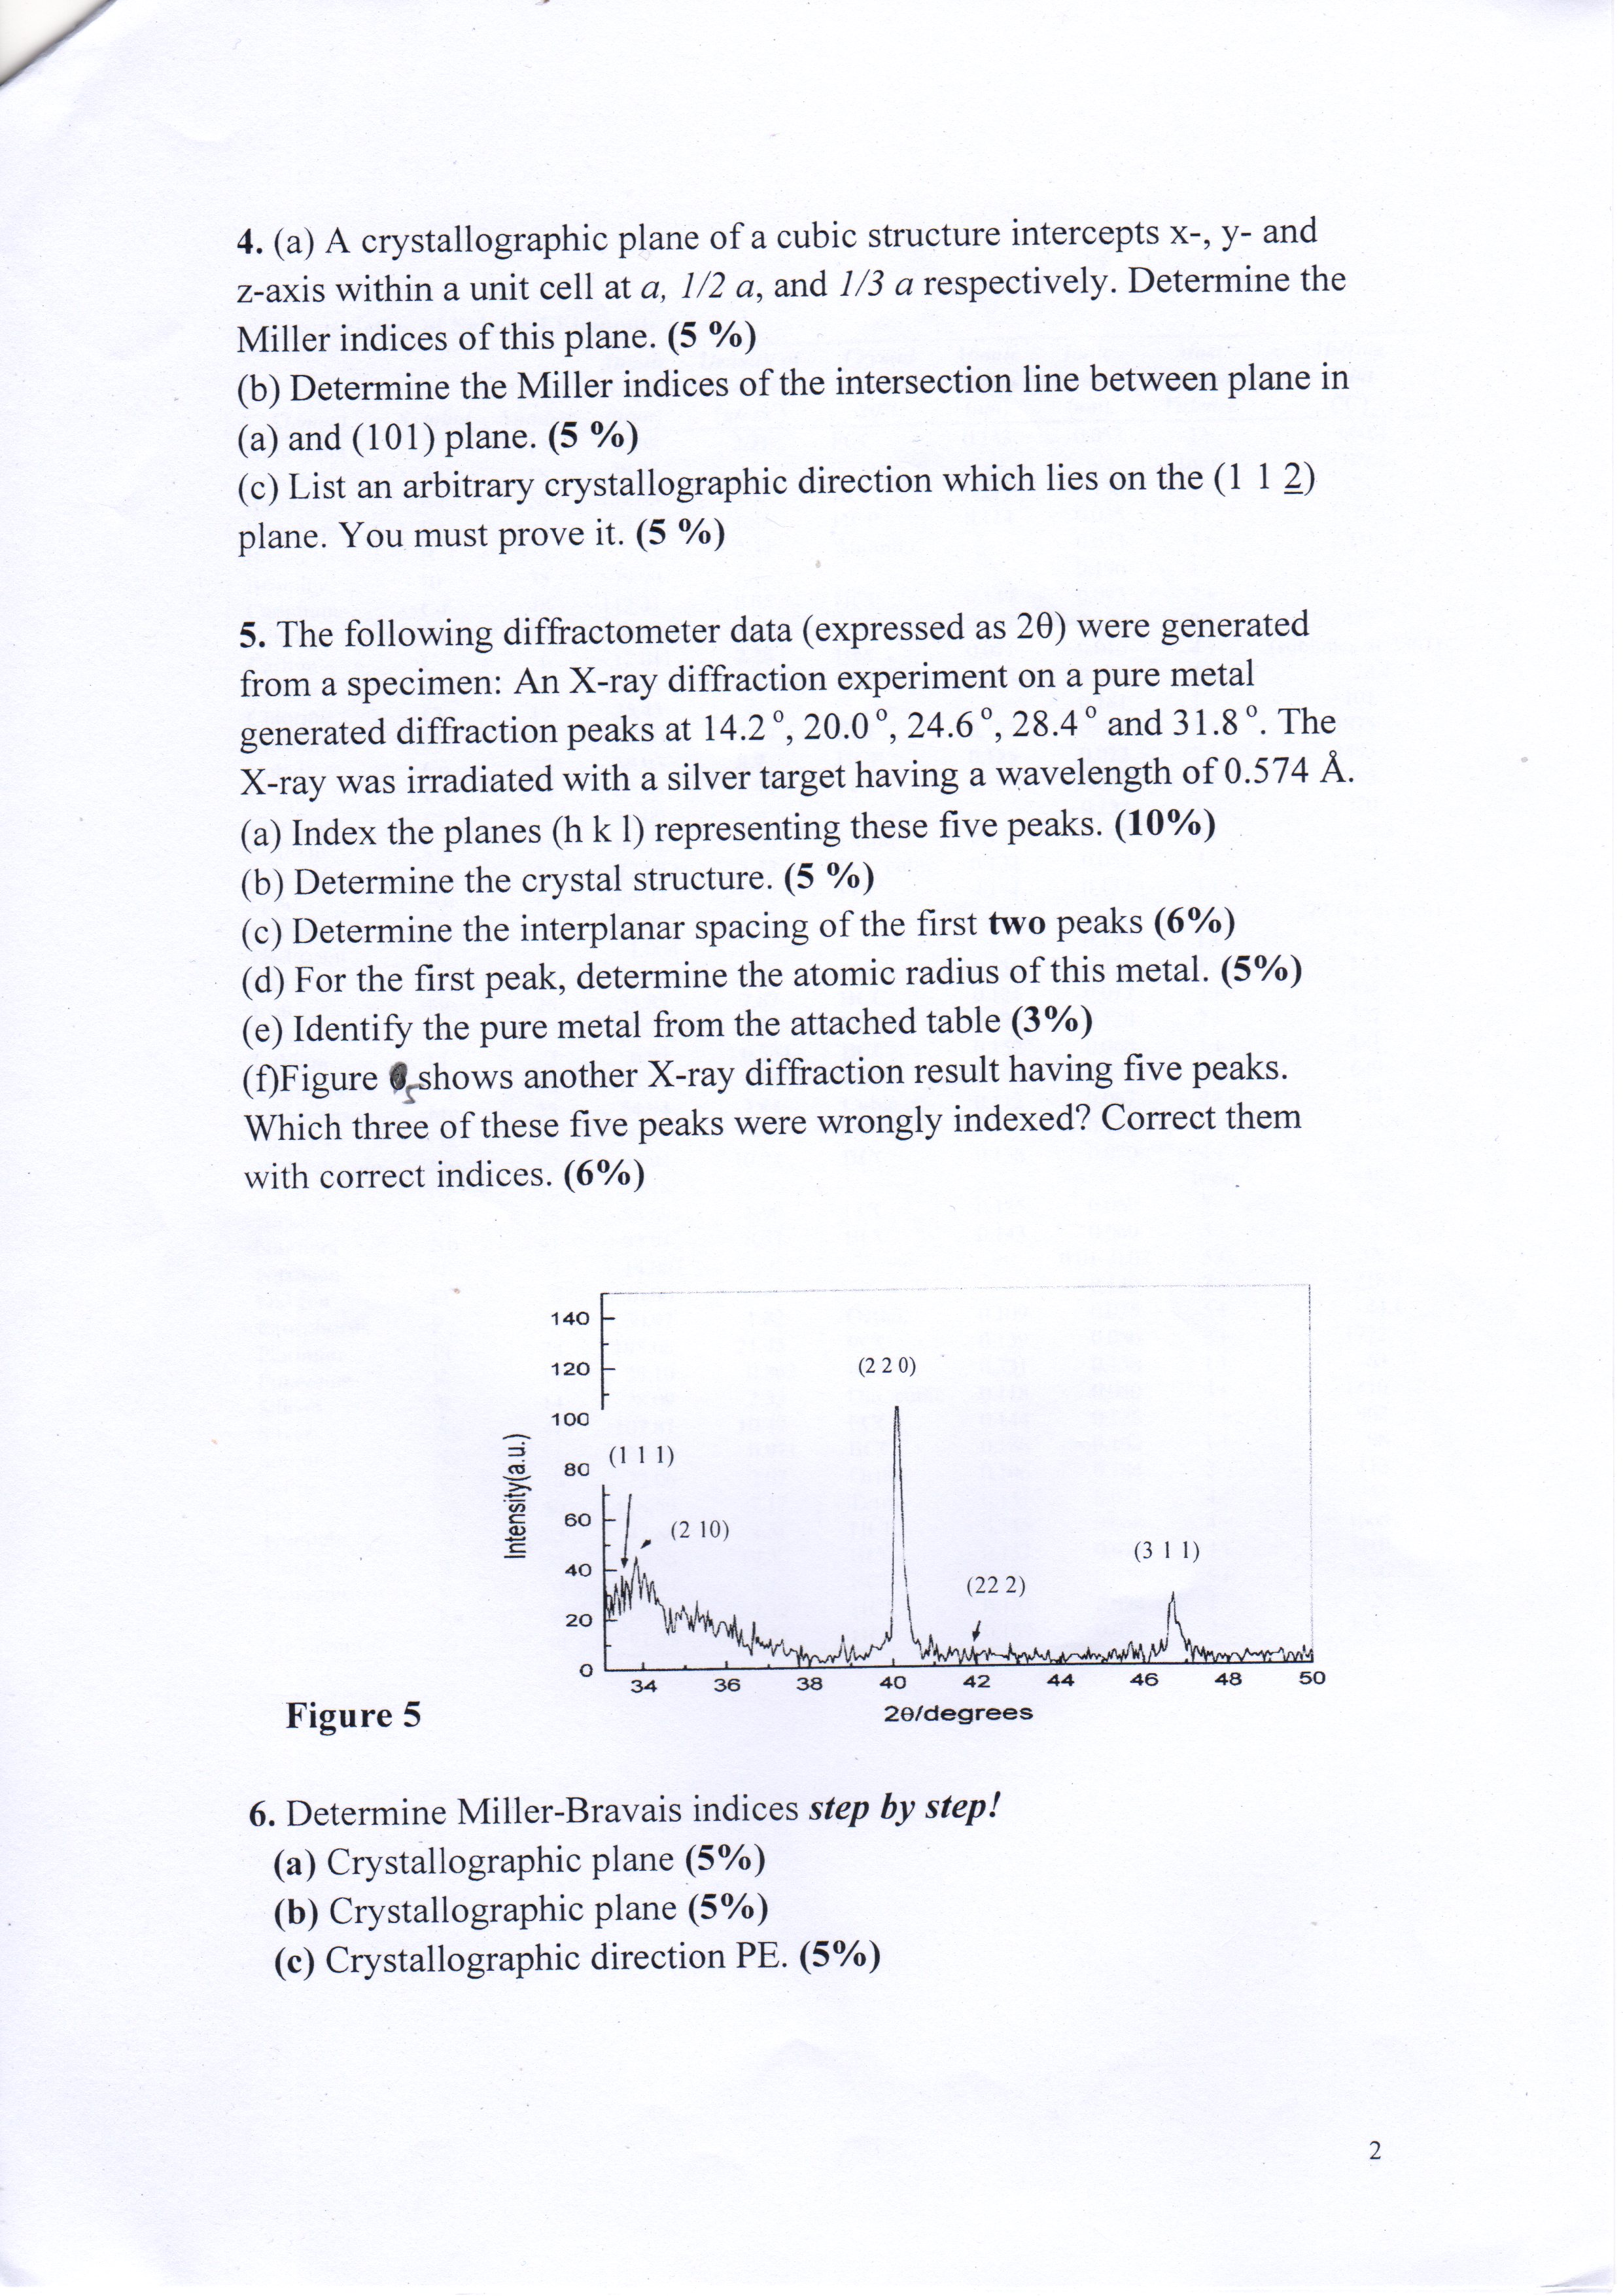 4. (a) A crystallographic plane of a cubic structure intercepts x-, y- and
z-axis within a unit cell at a, 1/2 a, and 1/3 a respectively. Determine the
Miller indices of this plane. (5 %)
(b) Determine the Miller indices of the intersection line between plane in
(a) and (101) plane. (5 %)
(c) List an arbitrary crystallographic direction which lies on the (1 1 2)
plane. You must prove it. (5 %)
5. The following diffractometer data (expressed as 2θ) were generated
from a specimen: An X-ray diffraction experiment on a pure metal
generated diffraction peaks at 14.2 º, 20.0 º, 24.6 º, 28.4 º and 31.8 º. The
X-ray was irradiated with a silver target having a wavelength of 0.574 Å.
(a) Index the planes (h k l) representing these five peaks. (10%)
(b) Determine the crystal structure. (5 %)
(c) Determine the interplanar spacing of the first two peaks (6%)
(d) For the first peak, determine the atomic radius of this metal. (5%)
(e) Identify the pure metal from the attached table (3%)
(f)Figure 5 shows another X-ray diffraction result having five peaks.
Which three of these five peaks were wrongly indexed? Correct them
with correct indices. (6%)
140
120
100
80
60
40
20
0
Intensity(a.u.)
(1 1 1)
(2 10)
(2 2 0)
(22 2)
(3 1 1)
34 36 38 40 42 44 46 48 50
2θ/degrees
Figure 5
6. Determine Miller-Bravais indices step by step!
(a) Crystallographic plane (5%)
(b) Crystallographic plane (5%)
(c) Crystallographic direction PE. (5%)
2